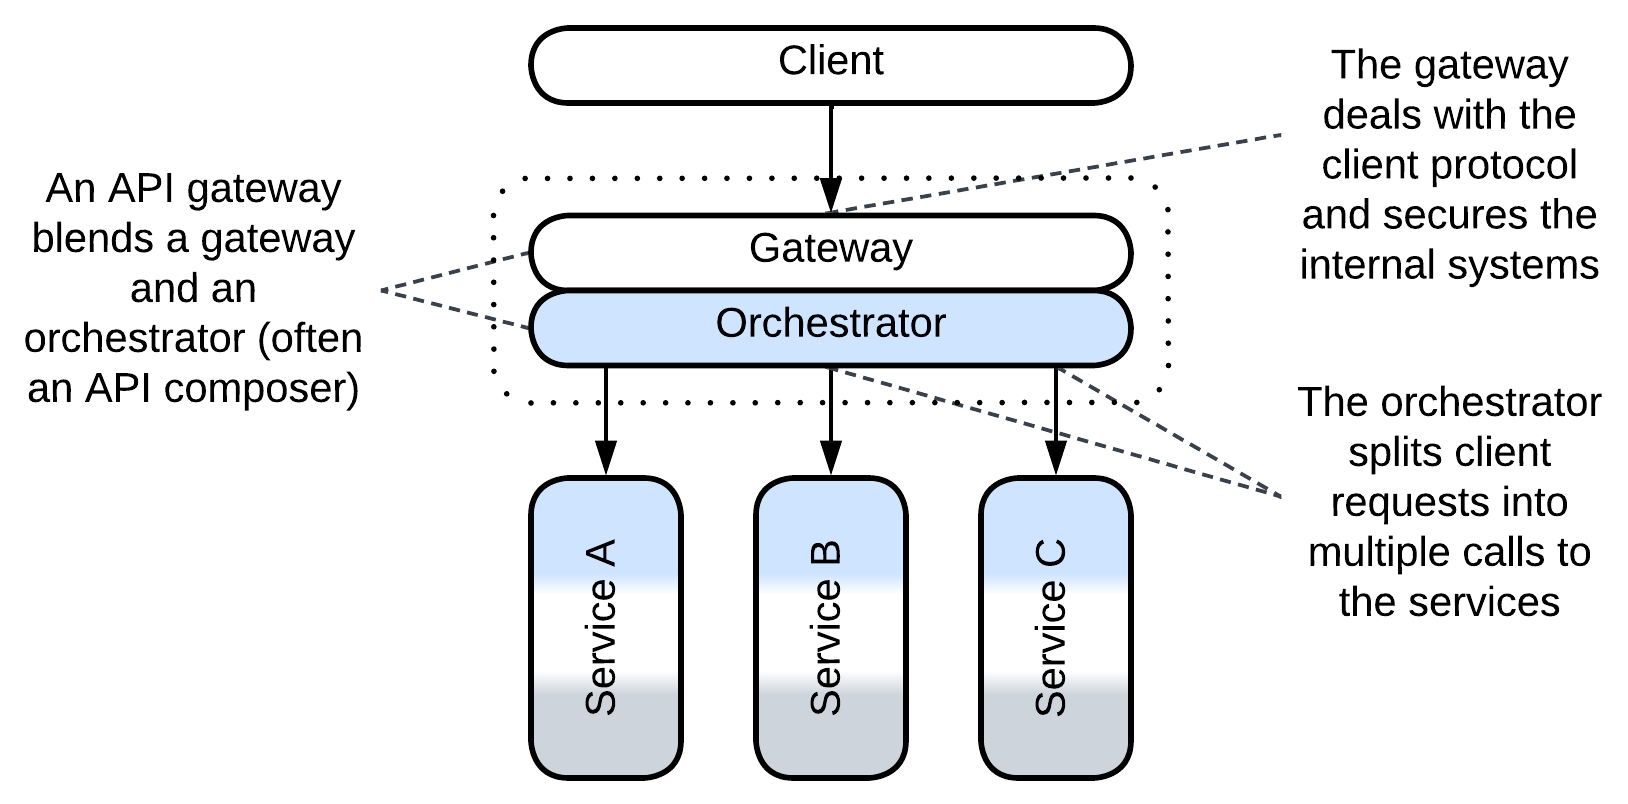 Client
The gateway
deals with the
client protocol
and secures the
internal systems
An API gateway
blends a gateway
and an
orchestrator (often
an API composer)
Gateway
Orchestrator
The orchestrator
splits client
requests into
multiple calls to
the services
Service A
Service B
Service C